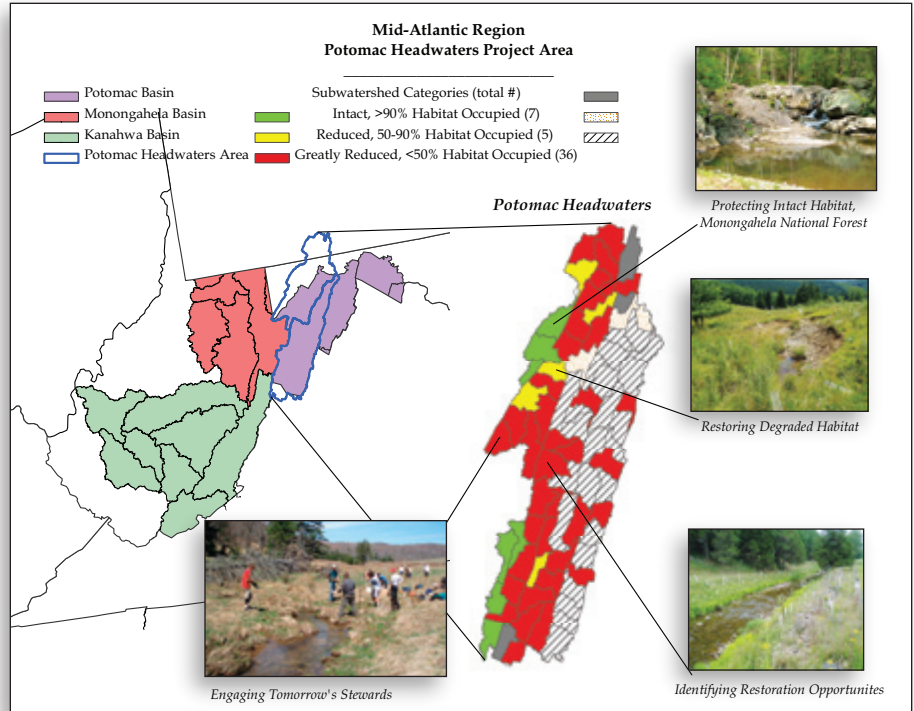 Mid-Atlantic Region
Potomac Headwaters Project Area
Potomac Basin
Monongahela Basin
Kanahwa Basin
Potomac Headwaters Area
Subwatershed Categories (total #)
Intact, >90% Habitat Occupied (7)
Reduced, 50-90% Habitat Occupied (5)
Greatly Reduced, <50% Habitat Occupied (36)
Potomac Headwaters
Protecting Intact Habitat,
Monongahela National Forest
Restoring Degraded Habitat
Engaging Tomorrow's Stewards
Identifying Restoration Opportunites